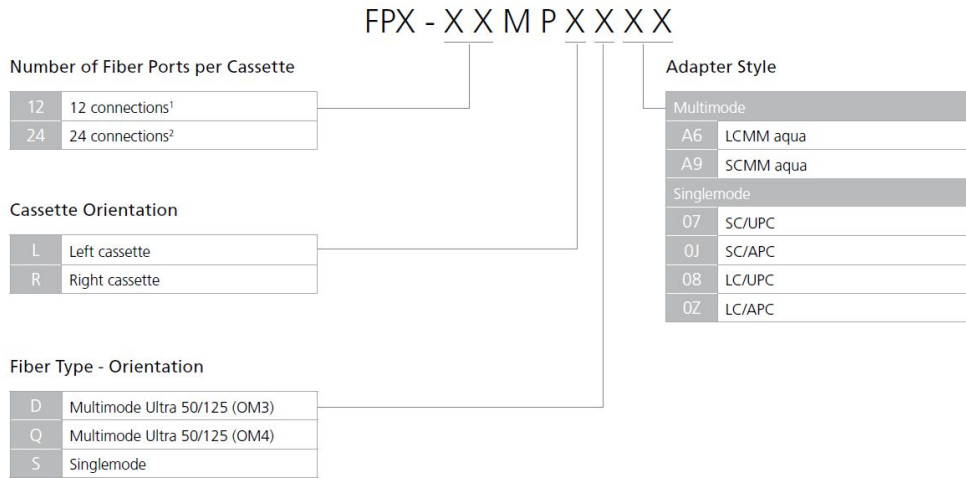 FPX - X X M P X X X X
Number of Fiber Ports per Cassette
12 12 connections¹
24 24 connections²
Cassette Orientation
L Left cassette
R Right cassette
Fiber Type - Orientation
D Multimode Ultra 50/125 (OM3)
Q Multimode Ultra 50/125 (OM4)
S Singlemode
Adapter Style
Multimode
A6 LCMM aqua
A9 SCMM aqua
Singlemode
07 SC/UPC
0J SC/APC
08 LC/UPC
0Z LC/APC